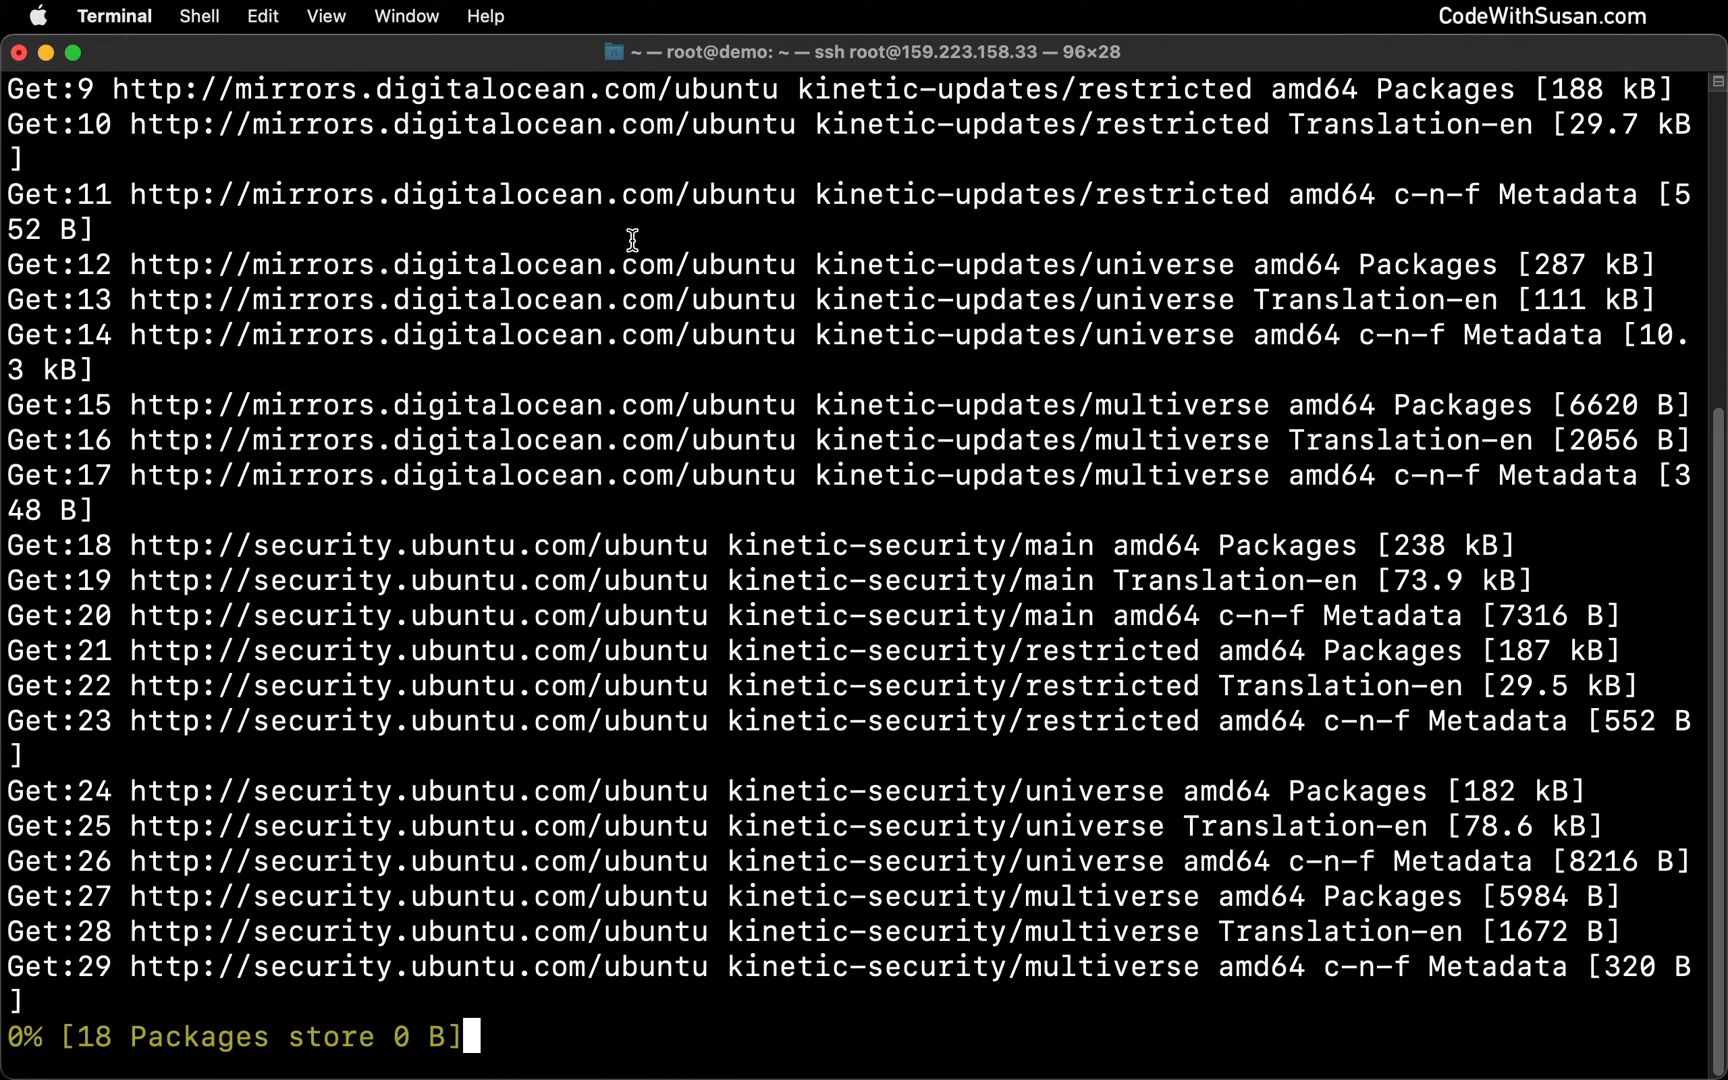 Terminal Shell Edit View Window Help CodeWithSusan.com
~ — root@demo: ~ — ssh root@159.223.158.33 — 96×28
Get:9 http://mirrors.digitalocean.com/ubuntu kinetic-updates/restricted amd64 Packages [188 kB]
Get:10 http://mirrors.digitalocean.com/ubuntu kinetic-updates/restricted Translation-en [29.7 kB
]
Get:11 http://mirrors.digitalocean.com/ubuntu kinetic-updates/restricted amd64 c-n-f Metadata [5
52 B]
Get:12 http://mirrors.digitalocean.com/ubuntu kinetic-updates/universe amd64 Packages [287 kB]
Get:13 http://mirrors.digitalocean.com/ubuntu kinetic-updates/universe Translation-en [111 kB]
Get:14 http://mirrors.digitalocean.com/ubuntu kinetic-updates/universe amd64 c-n-f Metadata [10.
3 kB]
Get:15 http://mirrors.digitalocean.com/ubuntu kinetic-updates/multiverse amd64 Packages [6620 B]
Get:16 http://mirrors.digitalocean.com/ubuntu kinetic-updates/multiverse Translation-en [2056 B]
Get:17 http://mirrors.digitalocean.com/ubuntu kinetic-updates/multiverse amd64 c-n-f Metadata [3
48 B]
Get:18 http://security.ubuntu.com/ubuntu kinetic-security/main amd64 Packages [238 kB]
Get:19 http://security.ubuntu.com/ubuntu kinetic-security/main Translation-en [73.9 kB]
Get:20 http://security.ubuntu.com/ubuntu kinetic-security/main amd64 c-n-f Metadata [7316 B]
Get:21 http://security.ubuntu.com/ubuntu kinetic-security/restricted amd64 Packages [187 kB]
Get:22 http://security.ubuntu.com/ubuntu kinetic-security/restricted Translation-en [29.5 kB]
Get:23 http://security.ubuntu.com/ubuntu kinetic-security/restricted amd64 c-n-f Metadata [552 B
]
Get:24 http://security.ubuntu.com/ubuntu kinetic-security/universe amd64 Packages [182 kB]
Get:25 http://security.ubuntu.com/ubuntu kinetic-security/universe Translation-en [78.6 kB]
Get:26 http://security.ubuntu.com/ubuntu kinetic-security/universe amd64 c-n-f Metadata [8216 B]
Get:27 http://security.ubuntu.com/ubuntu kinetic-security/multiverse amd64 Packages [5984 B]
Get:28 http://security.ubuntu.com/ubuntu kinetic-security/multiverse Translation-en [1672 B]
Get:29 http://security.ubuntu.com/ubuntu kinetic-security/multiverse amd64 c-n-f Metadata [320 B
]
0% [18 Packages store 0 B]